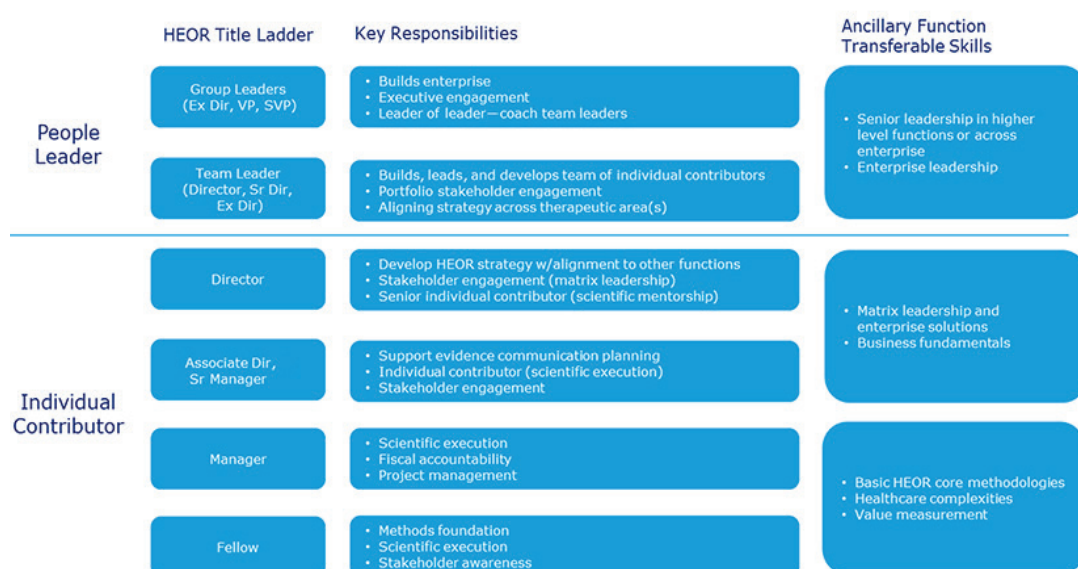 HEOR Title Ladder
Key Responsibilities
Ancillary Function
Transferable Skills
People
Leader
Group Leaders
(Ex Dir, VP, SVP)
• Builds enterprise
• Executive engagement
• Leader of leader—coach team leaders
Team Leader
(Director, Sr Dir,
Ex Dir)
• Builds, leads, and develops team of individual contributors
• Portfolio stakeholder engagement
• Aligning strategy across therapeutic area(s)
• Senior leadership in higher
level functions or across
enterprise
• Enterprise leadership
Individual
Contributor
Director
• Develop HEOR strategy w/alignment to other functions
• Stakeholder engagement (matrix leadership)
• Senior individual contributor (scientific mentorship)
Associate Dir,
Sr Manager
• Support evidence communication planning
• Individual contributor (scientific execution)
• Stakeholder engagement
• Matrix leadership and
enterprise solutions
• Business fundamentals
Manager
• Scientific execution
• Fiscal accountability
• Project management
Fellow
• Methods foundation
• Scientific execution
• Stakeholder awareness
• Basic HEOR core methodologies
• Healthcare complexities
• Value measurement